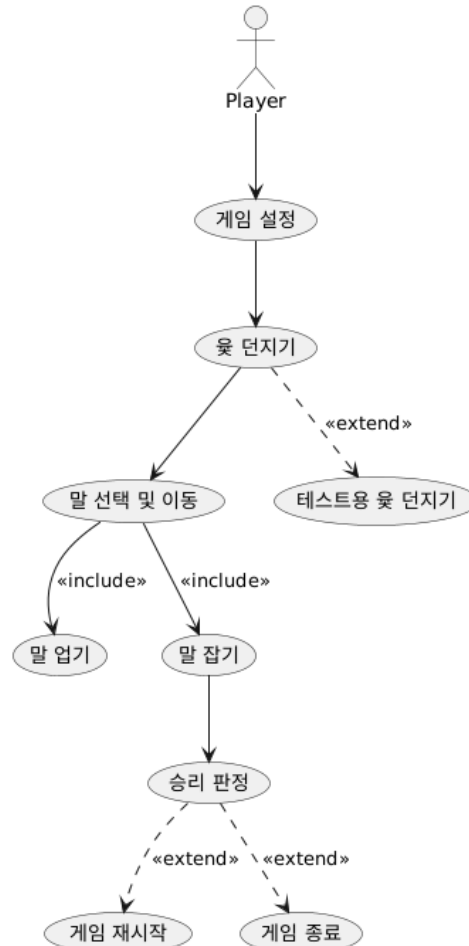 Player
게임 설정
윷 던지기
«extend»
말 선택 및 이동
테스트용 윷 던지기
«include»
«include»
말 업기
말 잡기
승리 판정
«extend»
«extend»
게임 재시작
게임 종료